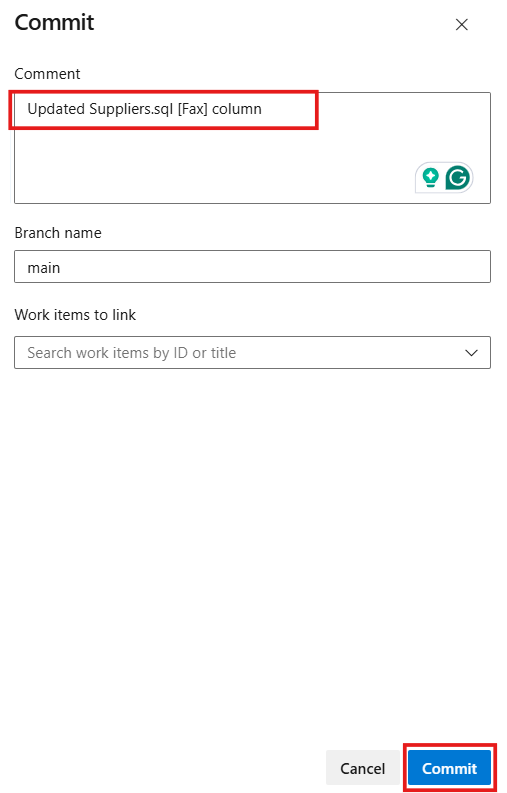 Commit
Comment
Updated Suppliers.sql [Fax] column
Branch name
main
Work items to link
Search work items by ID or title
Cancel
Commit